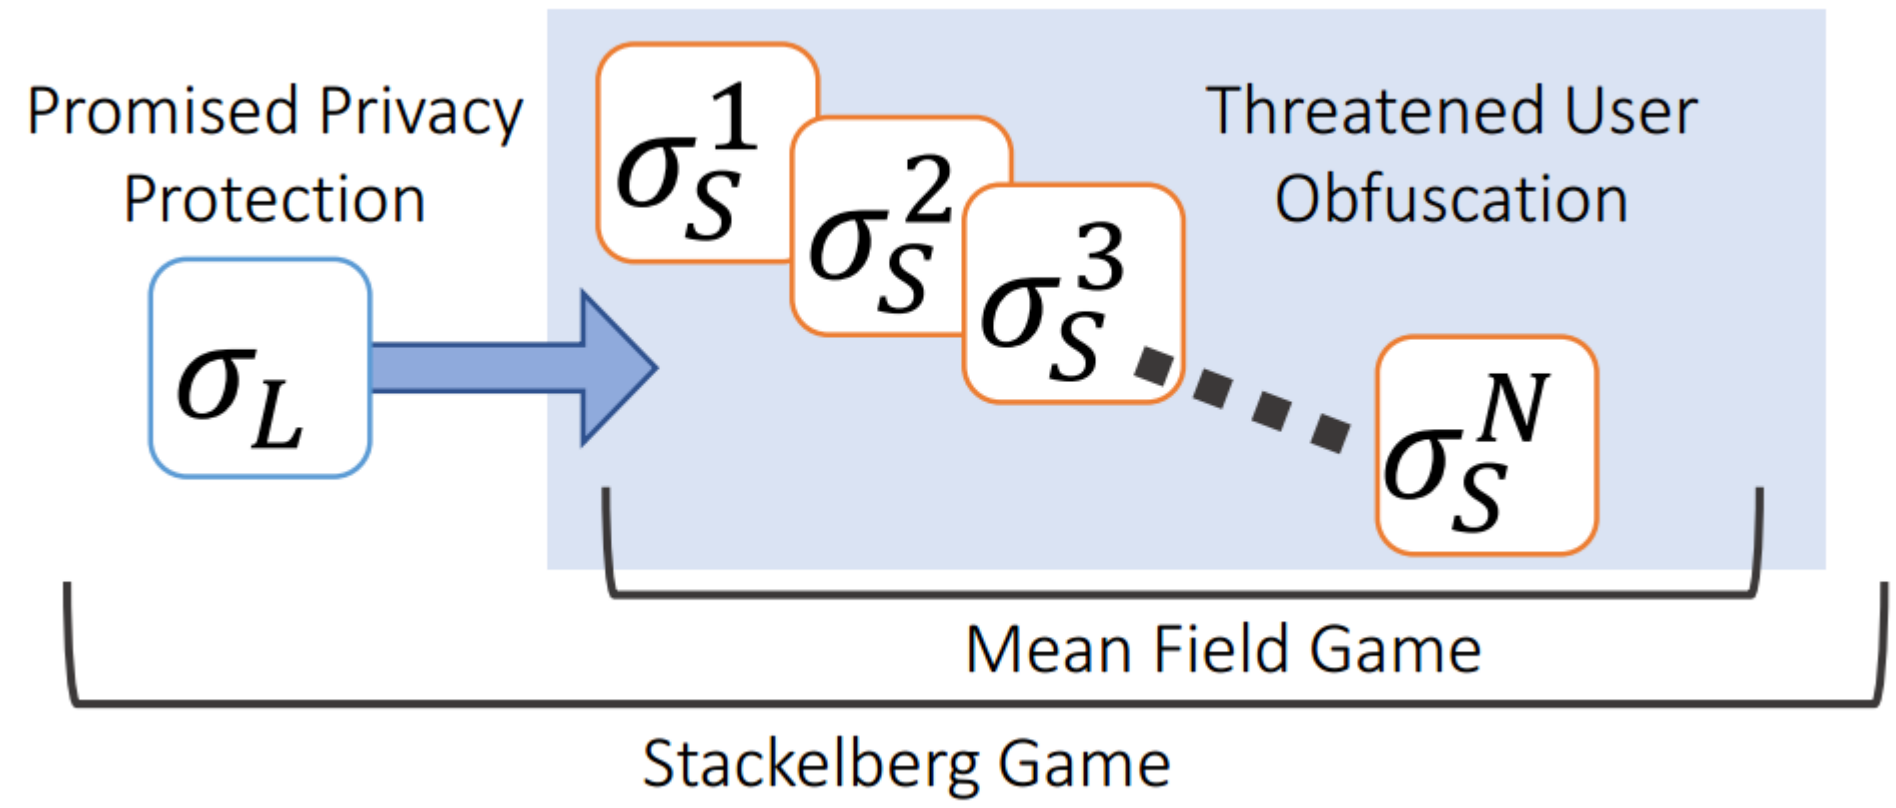 Promised Privacy
Protection
σ_L
σ_S^1
σ_S^2
σ_S^3
σ_S^N
Threatened User
Obfuscation
Mean Field Game
Stackelberg Game